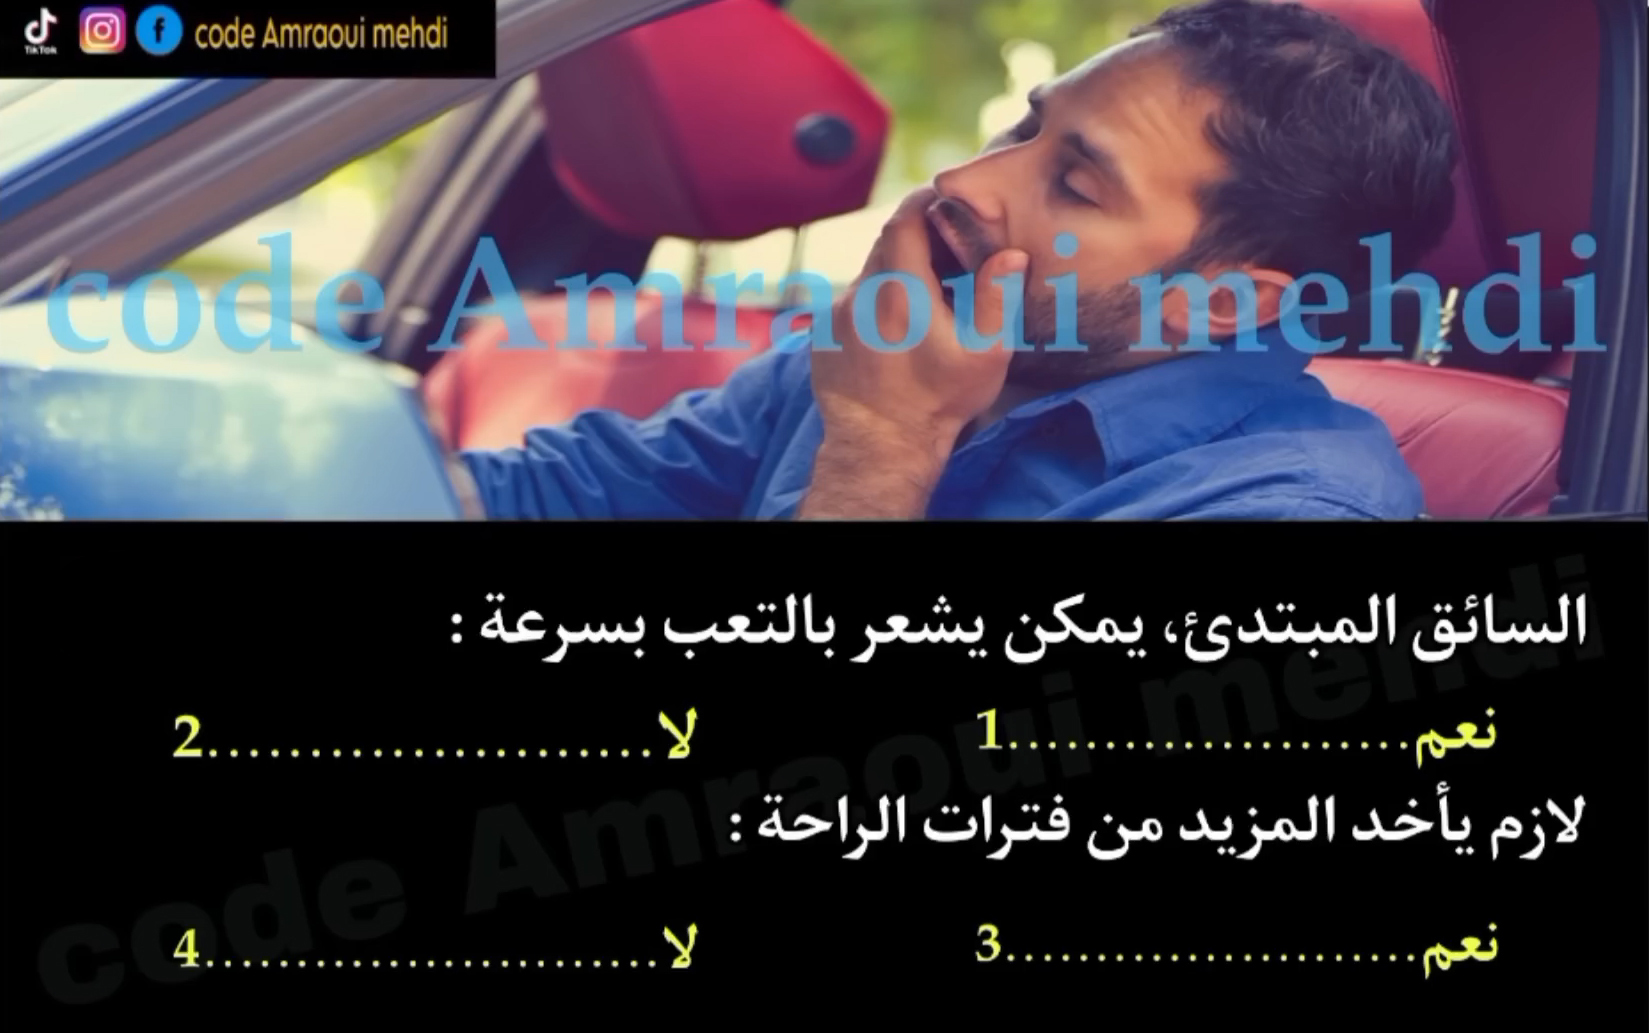 TikTok
code Amraoui mehdi
code Amraoui mehdi
السائق المبتدئ، يمكن يشعر بالتعب بسرعة :
نعم.....................1 لا.......................2
لازم يأخد المزيد من فترات الراحة :
نعم.....................3 لا.......................4
code Amraoui mehdi